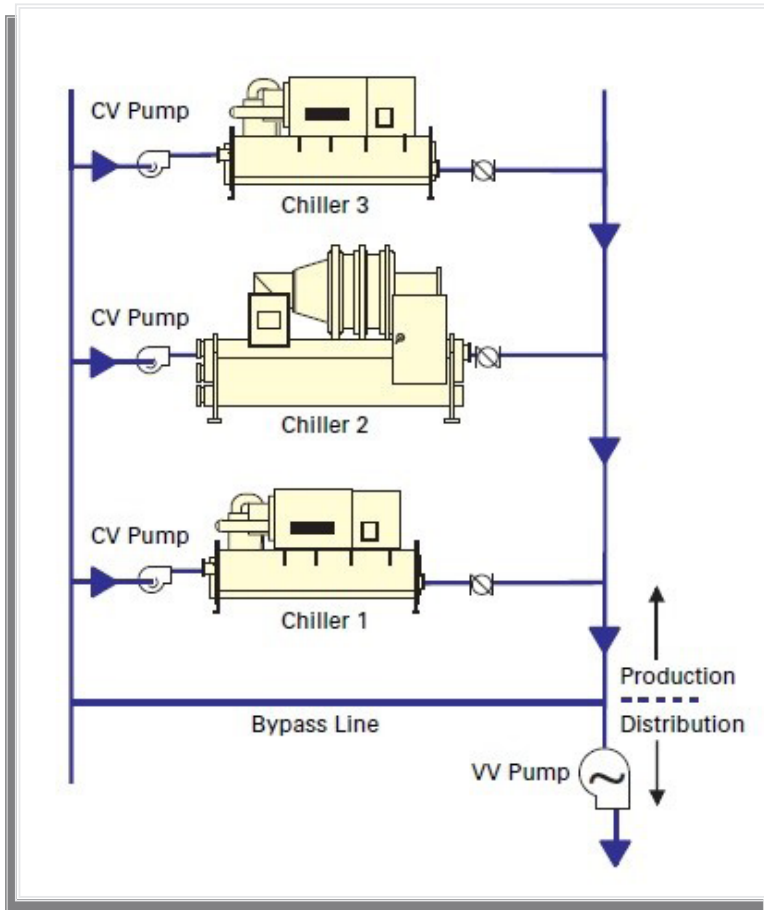 CV Pump
Chiller 3
CV Pump
Chiller 2
CV Pump
Chiller 1
Production
Bypass Line
Distribution
VV Pump